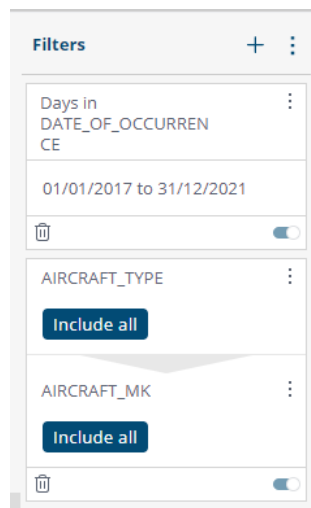 Filters
Days in
DATE_OF_OCCURREN
CE
01/01/2017 to 31/12/2021
AIRCRAFT_TYPE
Include all
AIRCRAFT_MK
Include all